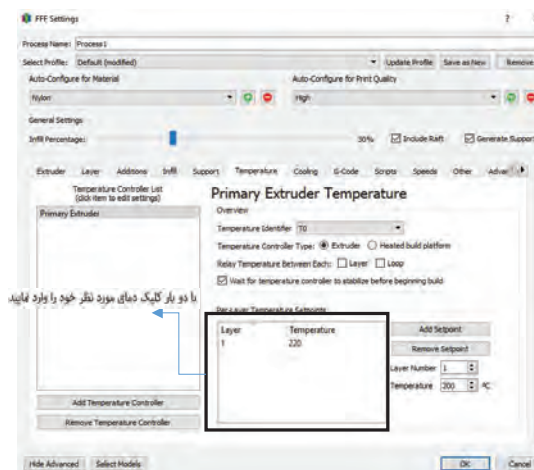 FFF Settings
Process Name: Process1
Select Profile: Default (modified) Update Profile Save as New Remove
Auto-Configure for Material Auto-Configure for Print Quality
Nylon High
General Settings
Infill Percentage: 30% Include Raft Generate Support
Extruder Layer Additions Infill Support Temperature Cooling G-Code Scripts Speeds Other
Temperature Controller List
(click item to edit settings)
Primary Extruder
Primary Extruder Temperature
Overview
Temperature Identifier T0
Temperature Controller Type: Extruder Heated build platform
Relay Temperature Between Each: Layer Loop
Wait for temperature controller to stabilize before beginning build
با دو بار کلیک دمای مورد نظر خود را وارد نمایید
Per-Layer Temperature Setpoints
Layer Temperature
1 220
Add Setpoint
Remove Setpoint
Layer Number 1
Temperature 200 ºC
Add Temperature Controller
Remove Temperature Controller
Hide Advanced Select Models OK Cancel